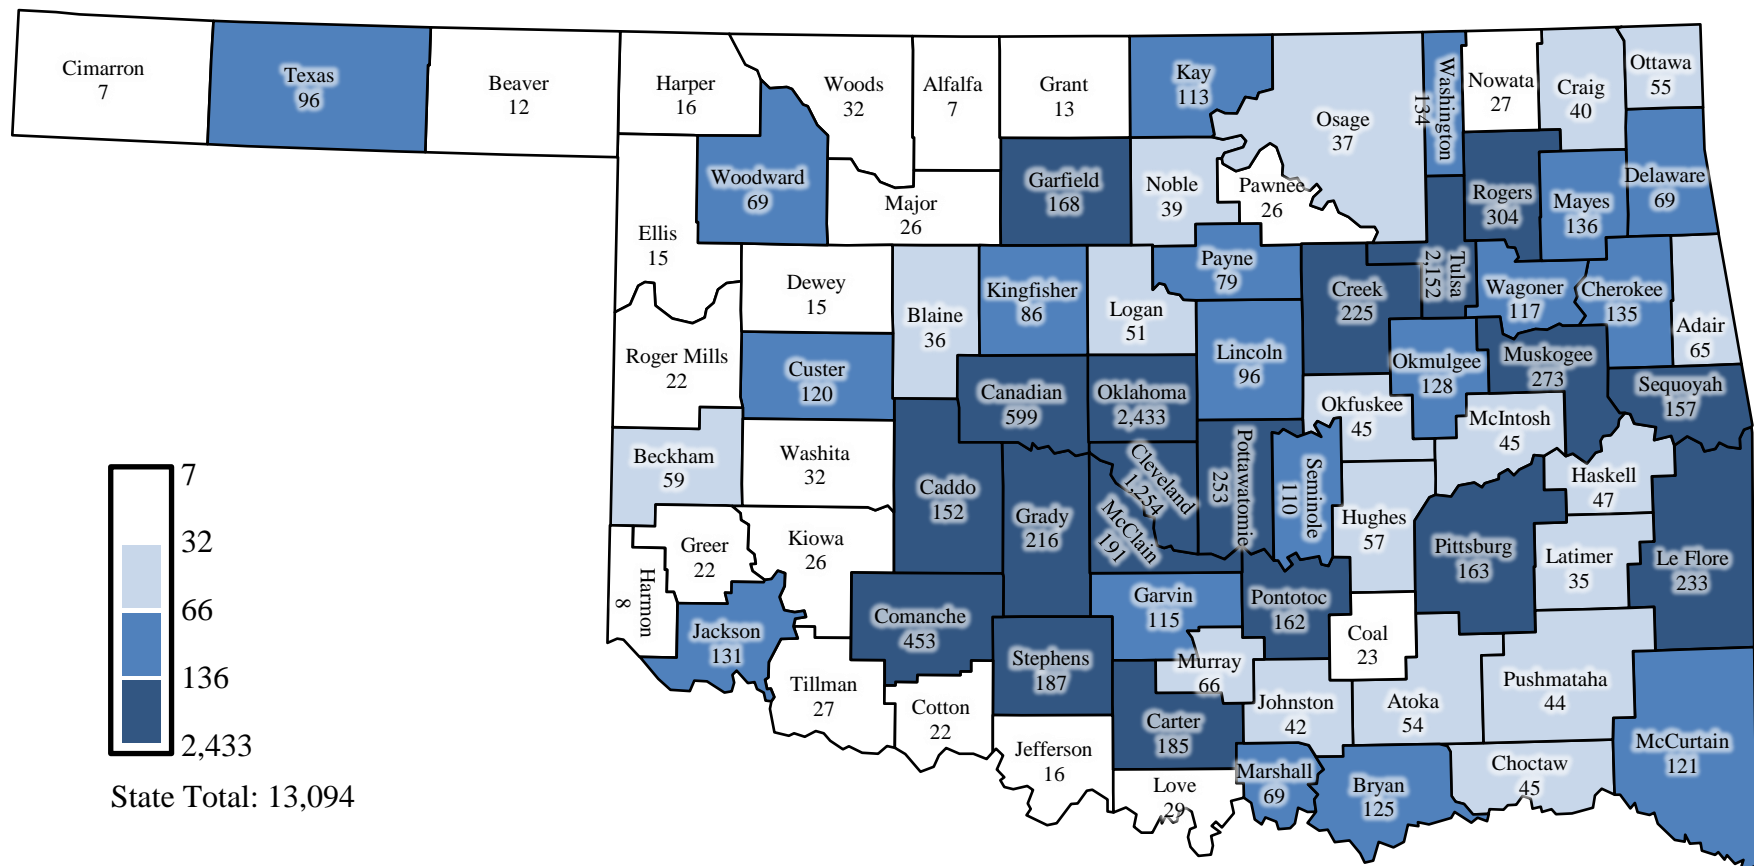 Cimarron
7
Texas
96
Beaver
12
Harper
16
Woods
32
Alfalfa
7
Grant
13
Kay
113
Osage
37
Washington
134
Nowata
27
Craig
40
Ottawa
55
Woodward
69
Major
26
Garfield
168
Noble
39
Pawnee
26
Rogers
304
Mayes
136
Delaware
69
Ellis
15
Dewey
15
Blaine
36
Kingfisher
86
Logan
51
Payne
79
Creek
225
Tulsa
2,152
Wagoner
117
Cherokee
135
Adair
65
Roger Mills
22
Custer
120
Canadian
599
Oklahoma
2,433
Lincoln
96
Okmulgee
128
Muskogee
273
Sequoyah
157
Okfuskee
45
McIntosh
45
Beckham
59
Washita
32
Caddo
152
Grady
216
Cleveland
1,254
McClain
191
Pottawatomie
253
Seminole
110
Hughes
57
Pittsburg
163
Haskell
47
Latimer
35
Le Flore
233
Harmon
8
Greer
22
Kiowa
26
Jackson
131
Comanche
453
Stephens
187
Garvin
115
Pontotoc
162
Coal
23
Murray
66
Tillman
27
Cotton
22
Jefferson
16
Carter
185
Johnston
42
Atoka
54
Pushmataha
44
McCurtain
121
Love
29
Marshall
69
Bryan
125
Choctaw
45
7
32
66
136
2,433
State Total: 13,094